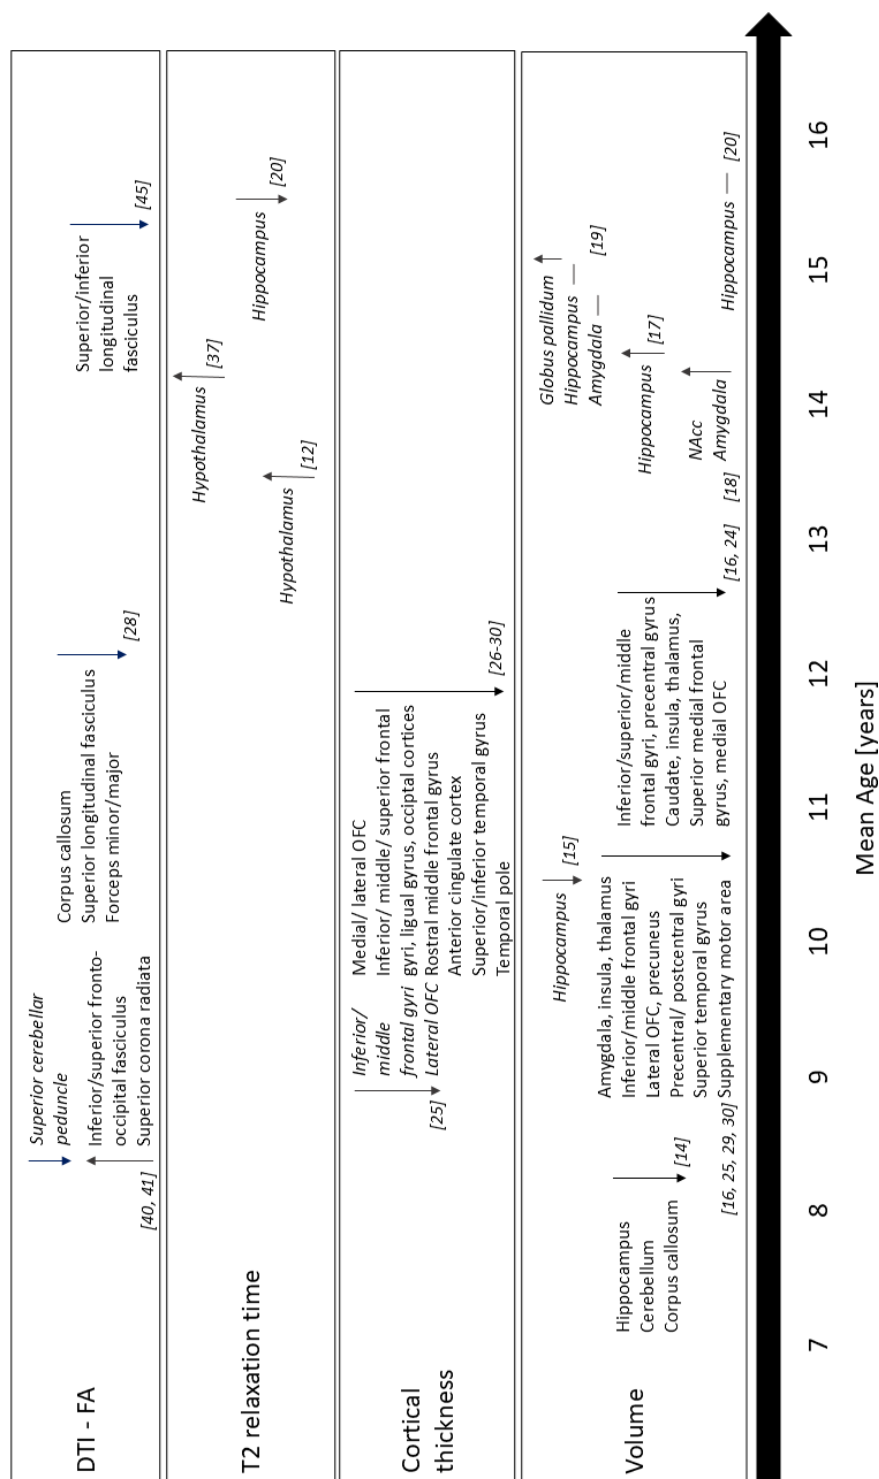 DTI - FA
Superior cerebellar
peduncle
Inferior/superior fronto-
occipital fasciculus
Superior corona radiata
[40, 41]
Corpus callosum
Superior longitudinal fasciculus
Forceps minor/major
[28]
Superior/inferior
longitudinal
fasciculus
[45]
T2 relaxation time
Hypothalamus
[12]
Hypothalamus
[37]
Hippocampus
[20]
Cortical
thickness
Inferior/
middle
frontal gyri
Lateral OFC
[25]
Medial/ lateral OFC
Inferior/ middle/ superior frontal
gyri, ligual gyrus, occiptal cortices
Rostral middle frontal gyrus
Anterior cingulate cortex
Superior/inferior temporal gyrus
Temporal pole
[26-30]
Volume
Hippocampus
Cerebellum
Corpus callosum
[14]
Hippocampus
[15]
Amygdala, insula, thalamus
Inferior/middle frontal gyri
Lateral OFC, precuneus
Precentral/ postcentral gyri
Superior temporal gyrus
Supplementary motor area
[16, 25, 29, 30]
Inferior/superior/middle
frontal gyri, precentral gyrus
Caudate, insula, thalamus,
Superior medial frontal
gyrus, medial OFC
[16, 24]
Globus pallidum
Hippocampus
Amygdala
[19]
Hippocampus
[17]
NAcc
Amygdala
[18]
Hippocampus
[20]
7 8 9 10 11 12 13 14 15 16
Mean Age [years]